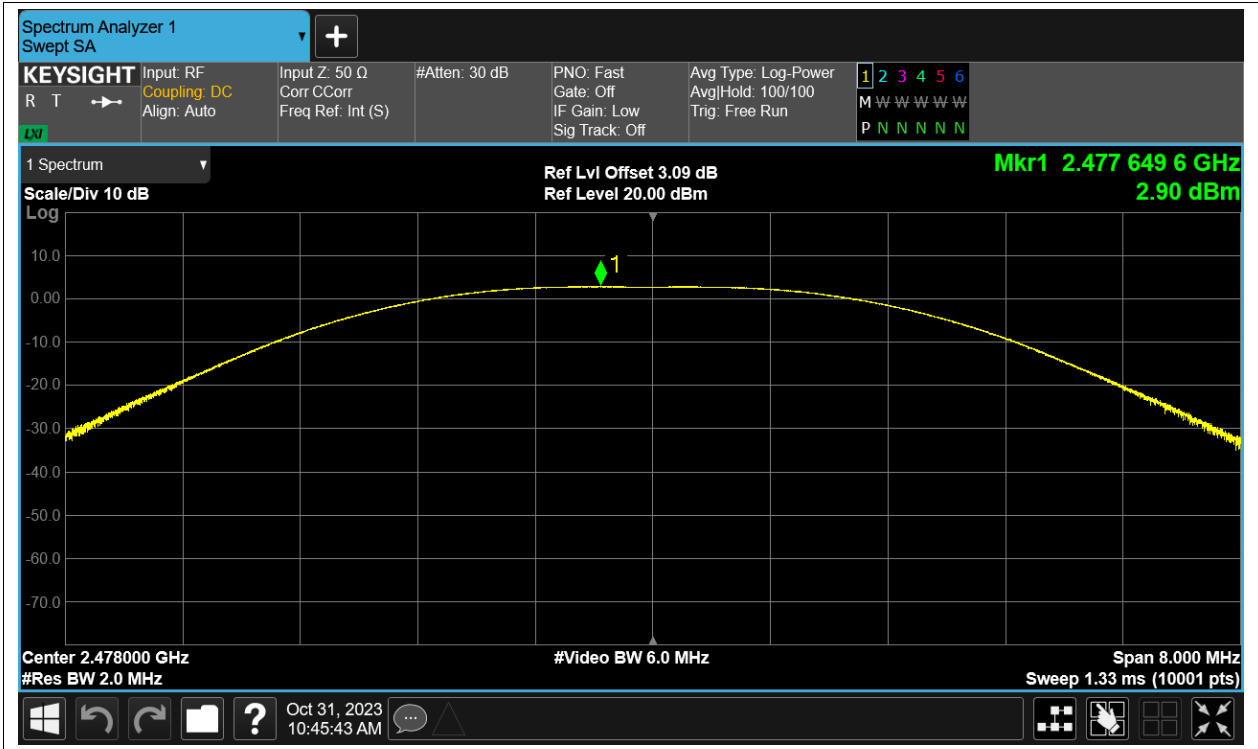 Spectrum Analyzer 1
Swept SA
KEYSIGHT
R T
LXI
Input: RF
Coupling: DC
Align: Auto
Input Z: 50 Ω
Corr CCorr
Freq Ref: Int (S)
#Atten: 30 dB
PNO: Fast
Gate: Off
IF Gain: Low
Sig Track: Off
Avg Type: Log-Power
Avg|Hold: 100/100
Trig: Free Run
1 2 3 4 5 6
M W W W W W
P N N N N N
1 Spectrum
Scale/Div 10 dB
Log
Ref Lvl Offset 3.09 dB
Ref Level 20.00 dBm
Mkr1 2.477 649 6 GHz
2.90 dBm
1
10.0
0.00
-10.0
-20.0
-30.0
-40.0
-50.0
-60.0
-70.0
Center 2.478000 GHz
#Video BW 6.0 MHz
Span 8.000 MHz
#Res BW 2.0 MHz
Sweep 1.33 ms (10001 pts)
?
Oct 31, 2023
10:45:43 AM